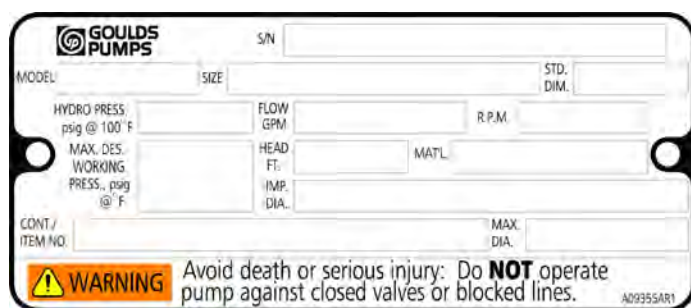 GOULDS PUMPS S/N
MODEL SIZE STD. DIM.
HYDRO PRESS. psig @ 100°F FLOW GPM R.P.M.
MAX. DES. WORKING PRESS., psig @°F HEAD FT. MAT'L.
IMP. DIA.
CONT./ ITEM NO. MAX. DIA.
WARNING Avoid death or serious injury: Do NOT operate
pump against closed valves or blocked lines. A09355AR1